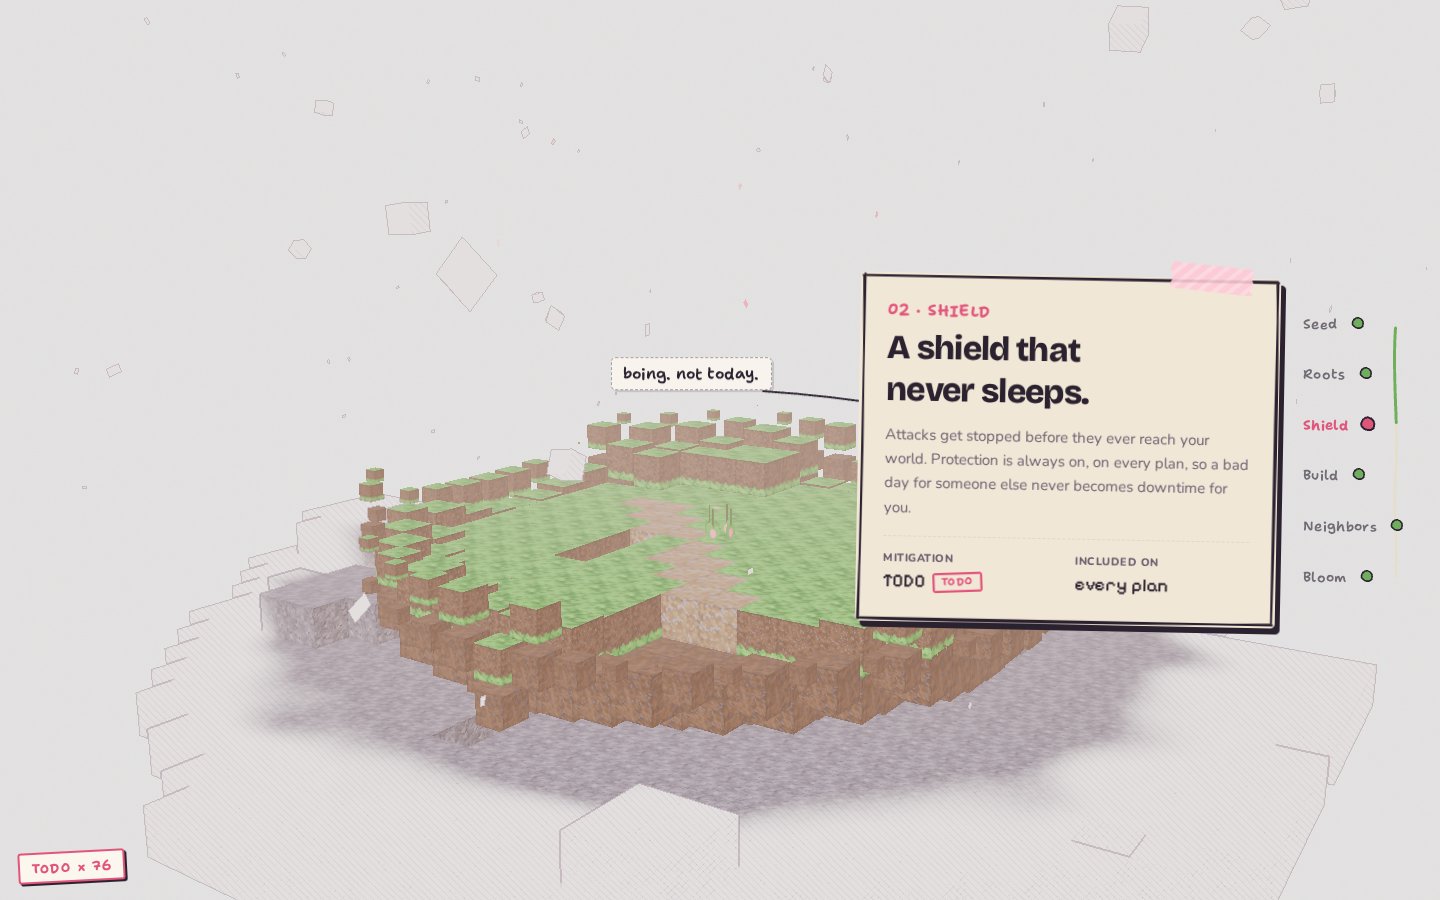 02 · SHIELD
A shield that
never sleeps.
boing. not today.
Attacks get stopped before they ever reach your
world. Protection is always on, on every plan, so a bad
day for someone else never becomes downtime for
you.
MITIGATION
TODO TODO
INCLUDED ON
every plan
Seed
Roots
Shield
Build
Neighbors
Bloom
TODO x 76